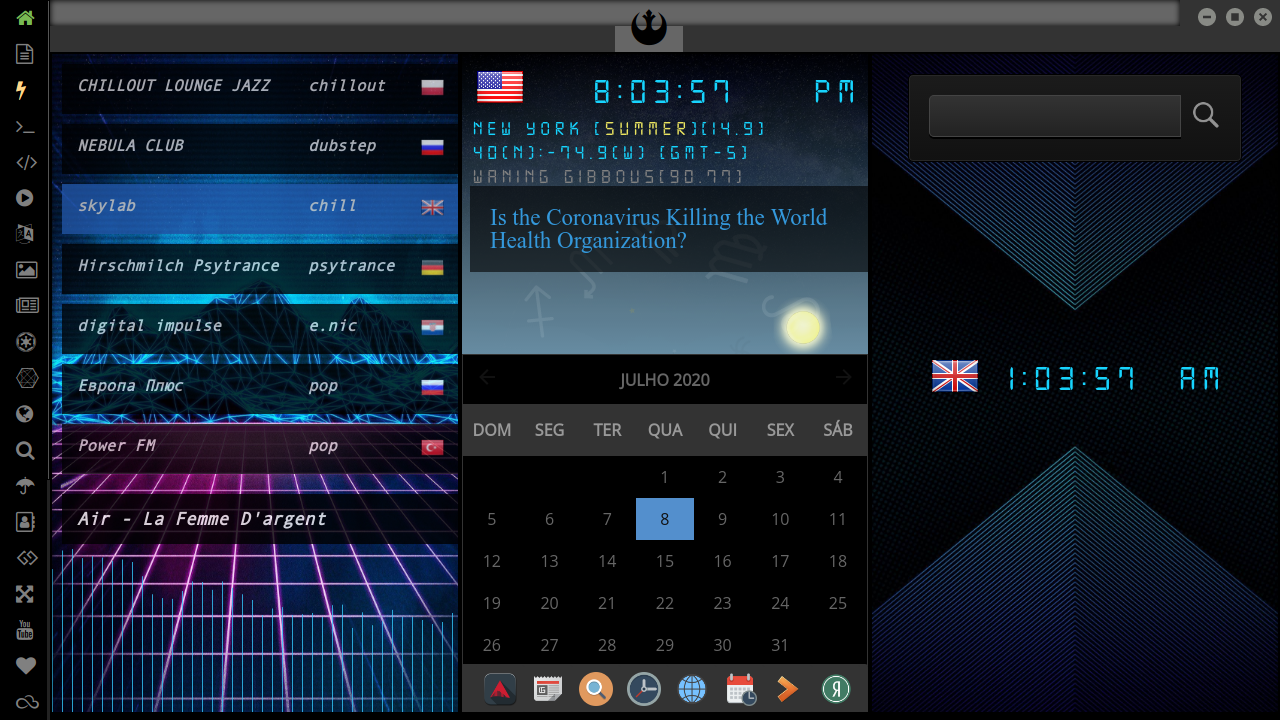 CHILLOUT LOUNGE JAZZ chillout
NEBULA CLUB dubstep
skylab chill
Hirschmilch Psytrance psytrance
digital impulse e.nic
Европа Плюс pop
Power FM pop
Air - La Femme D'argent
8:03:57 PM
NEW YORK (SUMMER)(14.9)
40(N):-74.9(W) (GMT-5)
WANING GIBBOUS(90.77)
Is the Coronavirus Killing the World
Health Organization?
JULHO 2020
DOM SEG TER QUA QUI SEX SÁB
1 2 3 4
5 6 7 8 9 10 11
12 13 14 15 16 17 18
19 20 21 22 23 24 25
26 27 28 29 30 31
1:03:57 AM
You
Tube